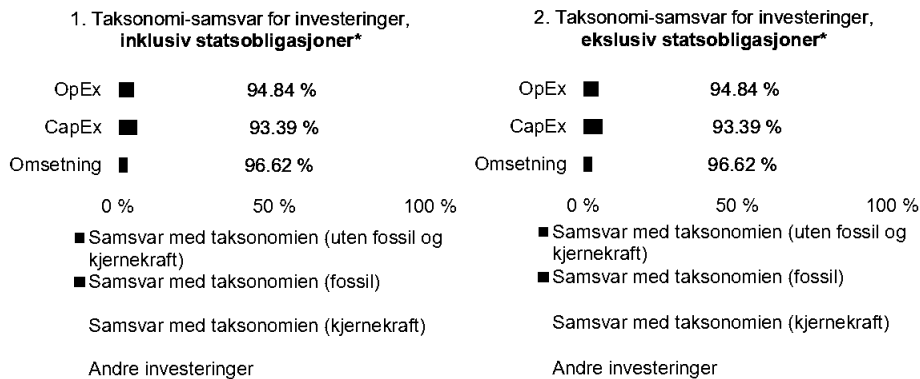 1. Taksonomi-samsvar for investeringer,
inklusiv statsobligasjoner*
OpEx 94.84 %
CapEx 93.39 %
Omsetning 96.62 %
0 % 50 % 100 %
Samsvar med taksonomien (uten fossil og
kjernekraft)
Samsvar med taksonomien (fossil)
Samsvar med taksonomien (kjernekraft)
Andre investeringer
2. Taksonomi-samsvar for investeringer,
ekslusiv statsobligasjoner*
OpEx 94.84 %
CapEx 93.39 %
Omsetning 96.62 %
0 % 50 % 100 %
Samsvar med taksonomien (uten fossil og
kjernekraft)
Samsvar med taksonomien (fossil)
Samsvar med taksonomien (kjernekraft)
Andre investeringer